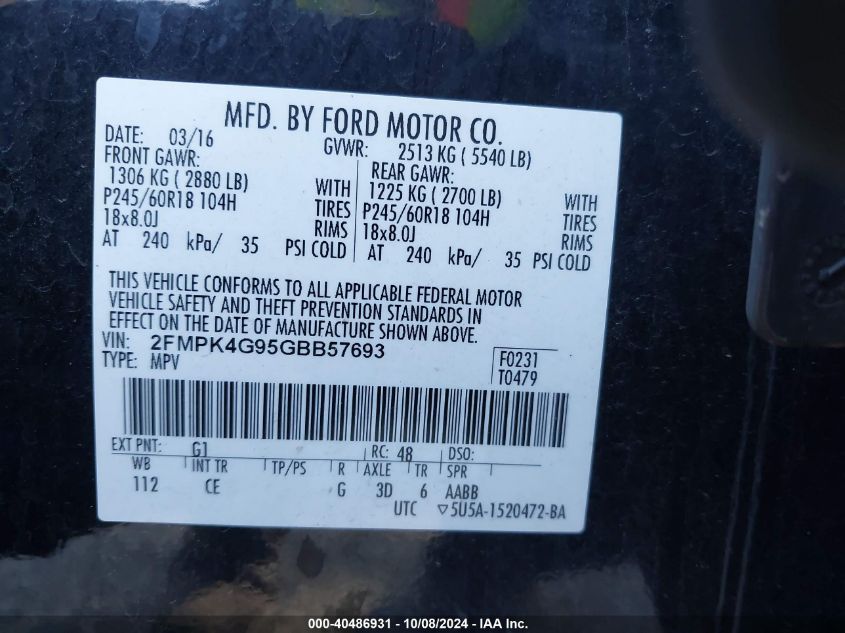 MFD. BY FORD MOTOR CO.
DATE: 03/16 GVWR: 2513 KG ( 5540 LB)
FRONT GAWR: REAR GAWR:
1306 KG ( 2880 LB) WITH 1225 KG ( 2700 LB) WITH
P245/60R18 104H TIRES P245/60R18 104H TIRES
18x8.0J RIMS 18x8.0J RIMS
AT 240 kPa/ 35 PSI COLD AT 240 kPa/ 35 PSI COLD
THIS VEHICLE CONFORMS TO ALL APPLICABLE FEDERAL MOTOR
VEHICLE SAFETY AND THEFT PREVENTION STANDARDS IN
EFFECT ON THE DATE OF MANUFACTURE SHOWN ABOVE.
VIN: 2FMPK4G95GBB57693
TYPE: MPV
F0231
T0479
EXT PNT: G1 RC: 48 DSO:
WB INT TR TP/PS R AXLE TR SPR
112 CE G 3D 6 AABB
UTC ▽5U5A-1520472-BA
000-40486931 - 10/08/2024 - IAA Inc.